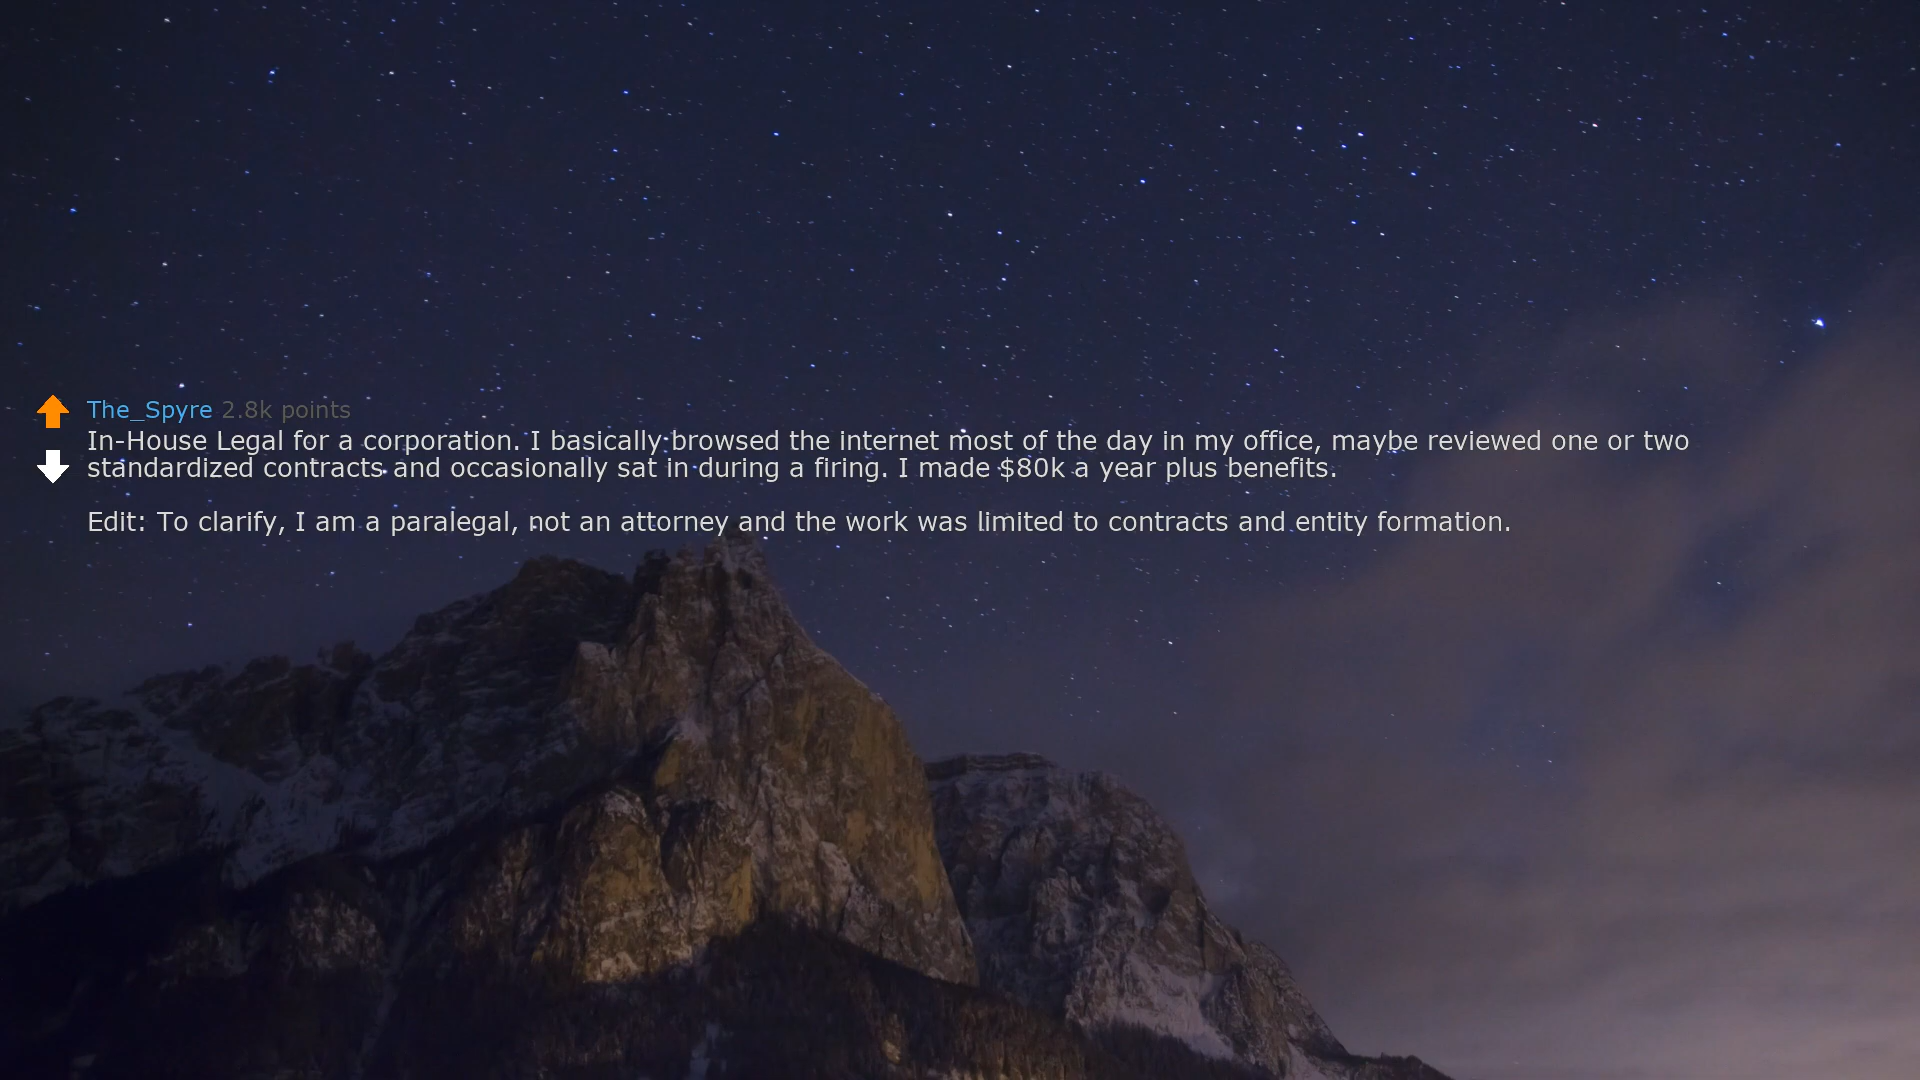 The_Spyre 2.8k points
In-House Legal for a corporation. I basically browsed the internet most of the day in my office, maybe reviewed one or two
standardized contracts and occasionally sat in during a firing. I made $80k a year plus benefits.
Edit: To clarify, I am a paralegal, not an attorney and the work was limited to contracts and entity formation.